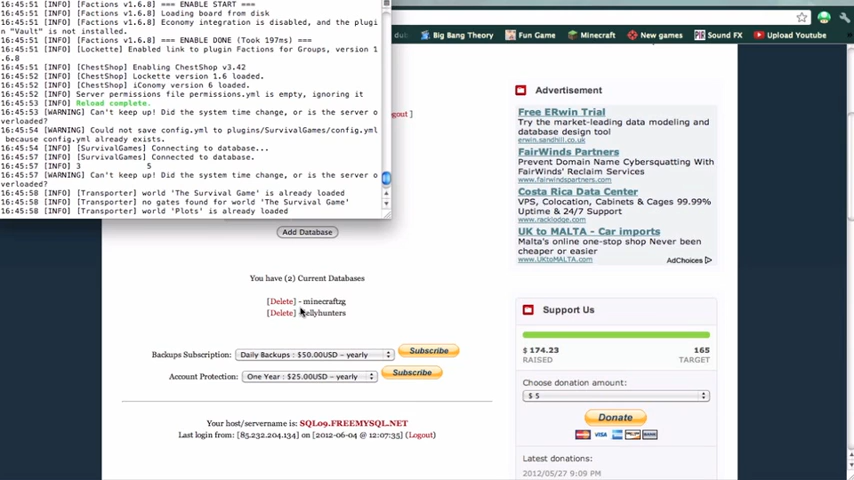 16:45:51 [INFO] [Factions v1.6.8] === ENABLE START ===
16:45:51 [INFO] [Factions v1.6.8] Loading board from disk
16:45:51 [INFO] [Factions v1.6.8] Economy integration is disabled, and the plugi
n "Vault" is not installed.
16:45:51 [INFO] [Factions v1.6.8] === ENABLE DONE (Took 197ms) ===
16:45:51 [INFO] [Lockette] Enabled link to plugin Factions for Groups, version 1
.6.8
16:45:51 [INFO] [ChestShop] Enabling ChestShop v3.42
16:45:52 [INFO] [ChestShop] Lockette version 1.6 loaded.
16:45:52 [INFO] [ChestShop] iConomy version 6 loaded.
16:45:52 [INFO] Server permissions file permissions.yml is empty, ignoring it
16:45:53 [INFO] Reload complete.
16:45:53 [WARNING] Can't keep up! Did the system time change, or is the server o
verloaded?
16:45:54 [WARNING] Could not save config.yml to plugins/SurvivalGames/config.yml
because config.yml already exists.
16:45:54 [INFO] [SurvivalGames] Connecting to database...
16:45:57 [INFO] [SurvivalGames] Connected to database.
16:45:57 [INFO] 3 5
16:45:57 [WARNING] Can't keep up! Did the system time change, or is the server o
verloaded?
16:45:58 [INFO] [Transporter] world 'The Survival Game' is already loaded
16:45:58 [INFO] [Transporter] no gates found for world 'The Survival Game'
16:45:58 [INFO] [Transporter] world 'Plots' is already loaded
Big Bang Theory
Fun Game
MINECRAFT
New games
Sound FX
Upload Youtube
ogout ]
Add Database
You have (2) Current Databases
[Delete] - minecraftzg
[Delete]
Backups Subscription: Daily Backups : $50.00USD – yearly Subscribe
Account Protection: One Year : $25.00USD – yearly Subscribe
Your host/servername is: SQL09.FREEMYSQL.NET
Last login from: [85.232.204.134] on [2012-06-04 @ 12:07:35] (Logout)
Advertisement
Free ERwin Trial
Try the market-leading data modeling and
database design tool
erwin.sandhill.co.uk
FairWinds Partners
Prevent Domain Name Cybersquatting With
FairWinds' Reclaim Services
www.fairwindspartners.com
Costa Rica Data Center
VPS, Colocation, Cabinets & Cages 99.99%
Uptime & 24/7 Support
www.racklodge.com
UK to MALTA - Car imports
Malta's online one-stop shop Never been
cheaper or easier
www.UKtoMALTA.com
AdChoices
Support Us
$ 174.23 165
RAISED TARGET
Choose donation amount:
$ 5
Donate
VISA
BANK
Latest donations:
2012/05/27 09 PM